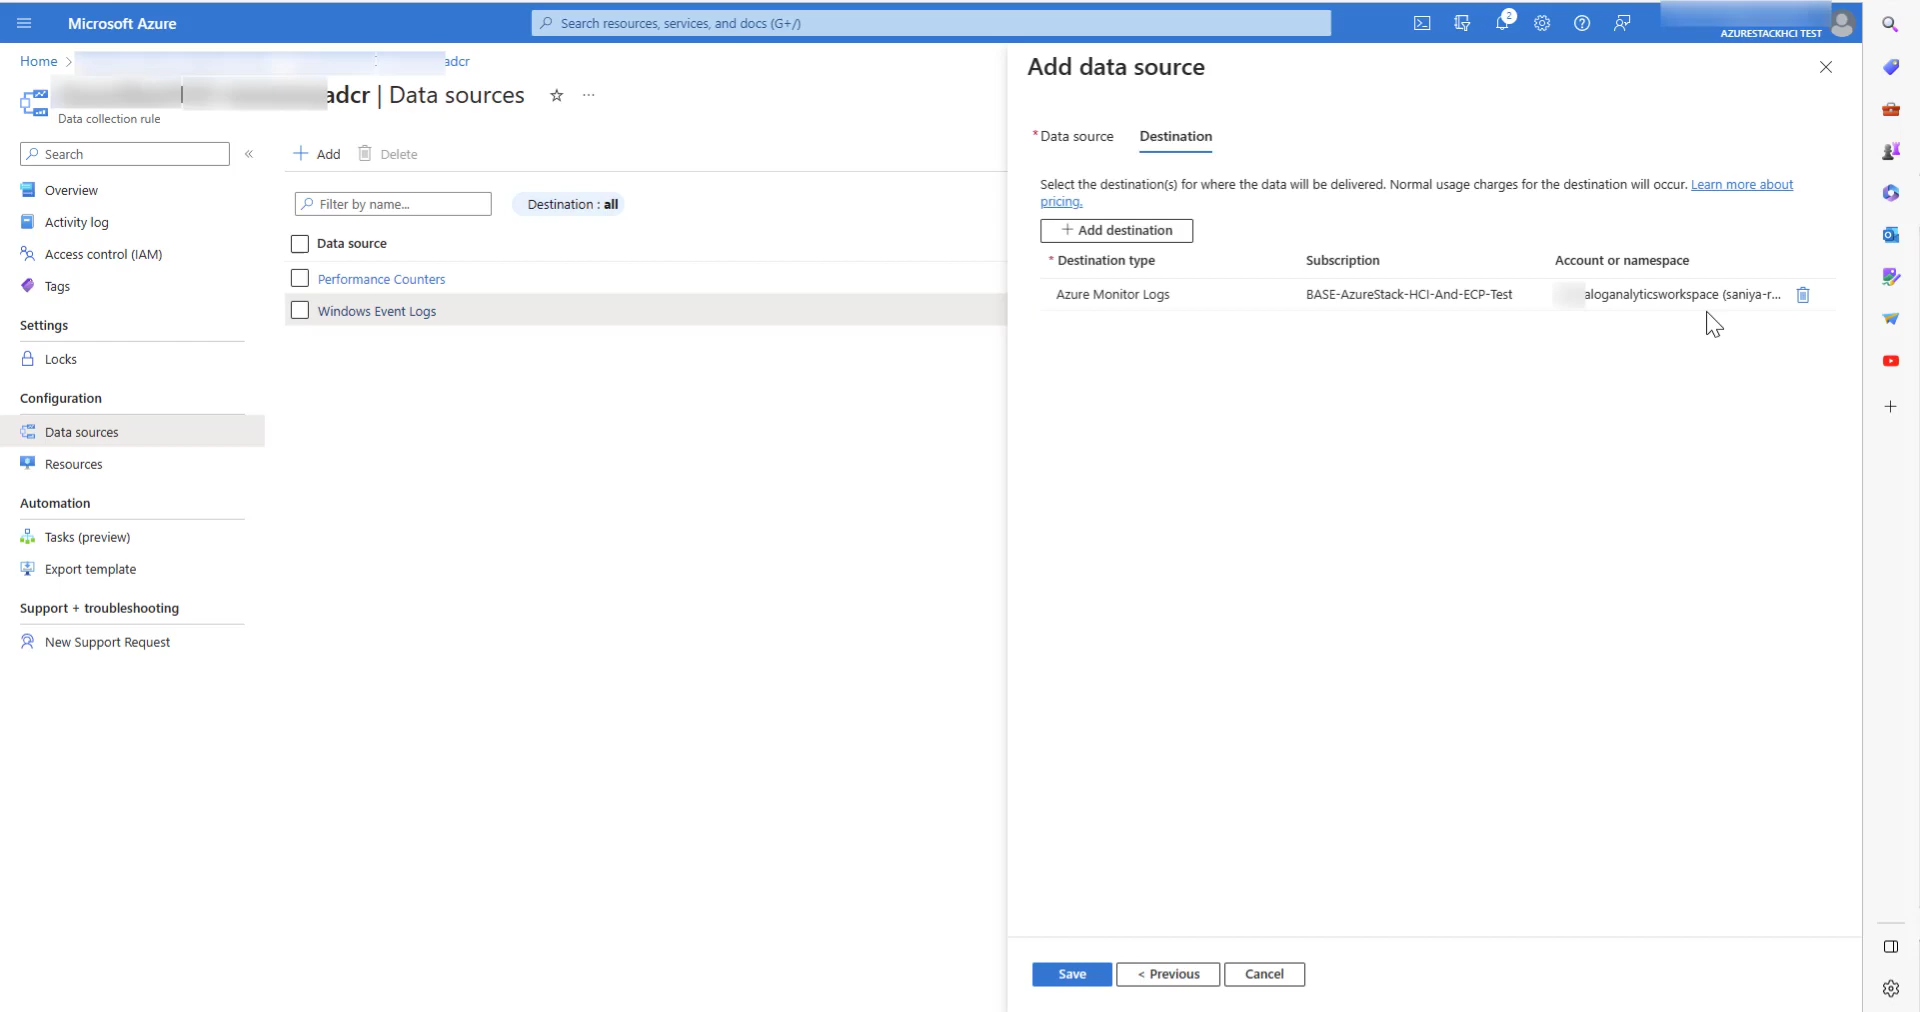 Microsoft Azure
Search resources, services, and docs (G+/)
2
AZURESTACKHCI TEST
Home >
adcr
adcr | Data sources
Data collection rule
Search
Overview
Activity log
Access control (IAM)
Tags
Settings
Locks
Configuration
Data sources
Resources
Automation
Tasks (preview)
Export template
Support + troubleshooting
New Support Request
Add
Delete
Filter by name...
Destination : all
Data source
Performance Counters
Windows Event Logs
Add data source
* Data source
Destination
Select the destination(s) for where the data will be delivered. Normal usage charges for the destination will occur. Learn more about
pricing.
+ Add destination
* Destination type
Subscription
Account or namespace
Azure Monitor Logs
BASE-AzureStack-HCI-And-ECP-Test
aloganalyticsworkspace (saniya-r...
Save
< Previous
Cancel